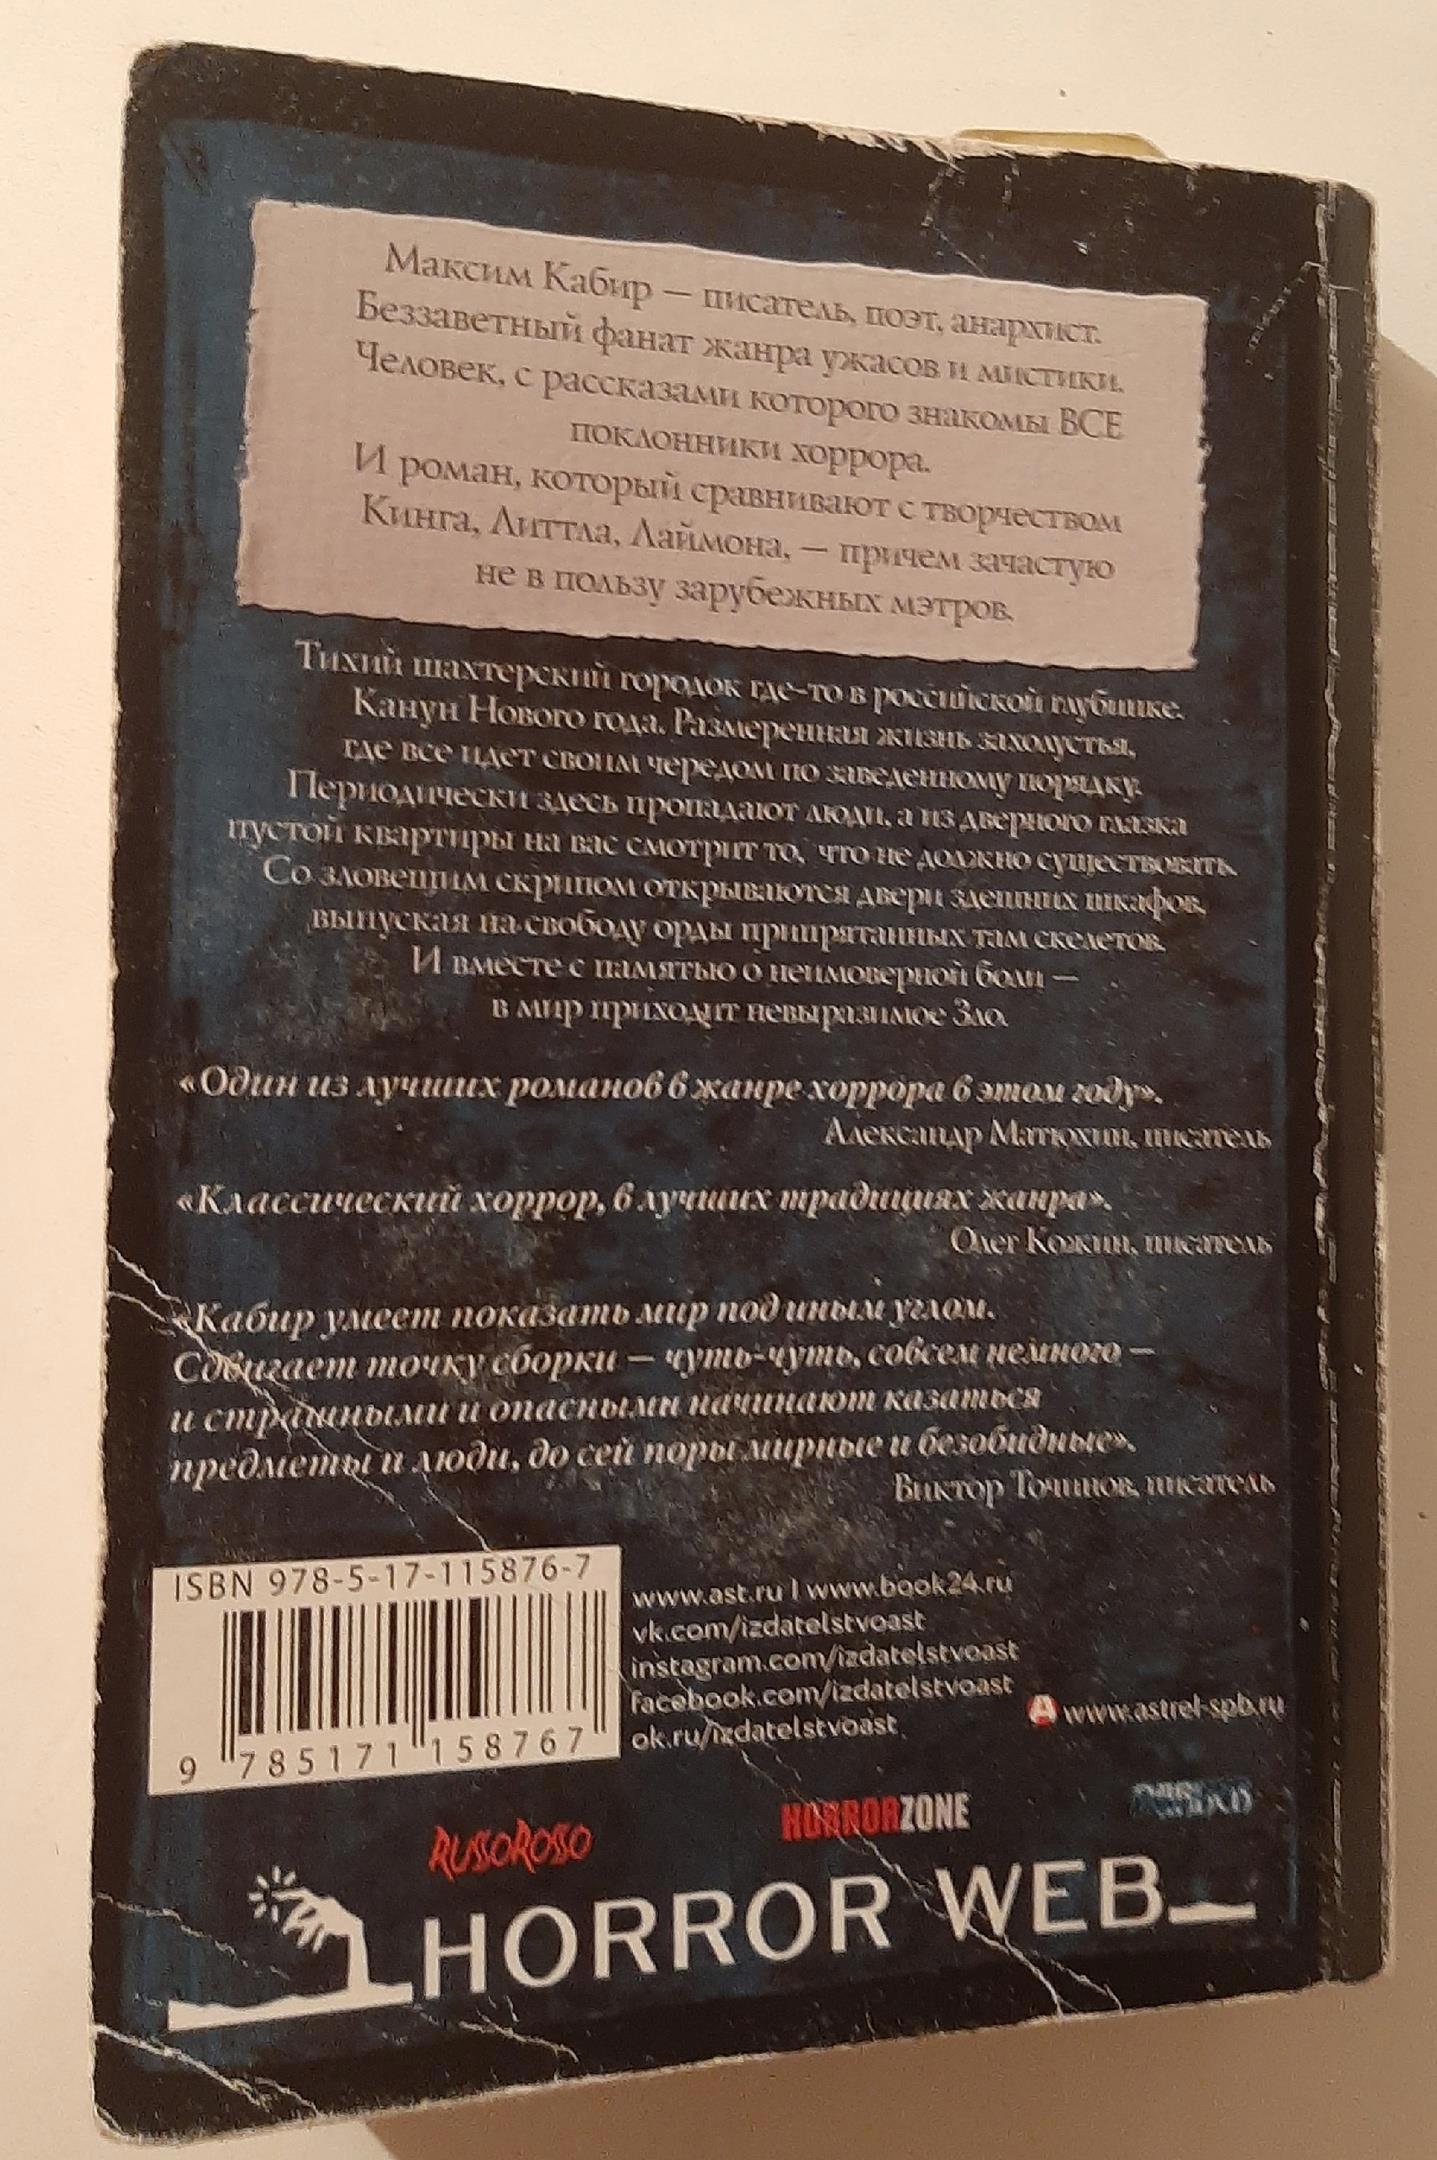 Максим Кабир — писатель, поэт, анархист.
Беззаветный фанат жанра ужасов и мистики.
Человек, с рассказами которого знакомы ВСЕ
поклонники хоррора.
И роман, который сравнивают с творчеством
Кинга, Литтла, Лаймона, — причем зачастую
не в пользу зарубежных мэтров.
Тихий шахтерский городок где-то в российской глубинке.
Канун Нового года. Размеренная жизнь захолустья,
где все идет своим чередом по заведенному порядку.
Периодически здесь пропадают люди, а из дверного глазка
пустой квартиры на вас смотрит то, что не должно существовать.
Со зловещим скрипом открываются двери здешних шкафов,
выпуская на свободу орды припрятанных там скелетов.
И вместе с памятью о неимоверной боли —
в мир приходит невыразимое Зло.
«Один из лучших романов в жанре хоррора в этом году».
Александр Матюхин, писатель
«Классический хоррор, в лучших традициях жанра».
Олег Кожин, писатель
«Кабир умеет показать мир под иным углом.
Сдвигает точку сборки — чуть-чуть, совсем немного —
и страшными и опасными начинают казаться
предметы и люди, до сей поры мирные и безобидные».
Виктор Точинов, писатель
ISBN 978-5-17-115876-7
9 785171 158767
www.ast.ru | www.book24.ru
vk.com/izdatelstvoast
instagram.com/izdatelstvoast
facebook.com/izdatelstvoast
ok.ru/izdatelstvoast
A www.astrel-spb.ru
RUSSOROSSO
HORRORZONE
HORROR WEB